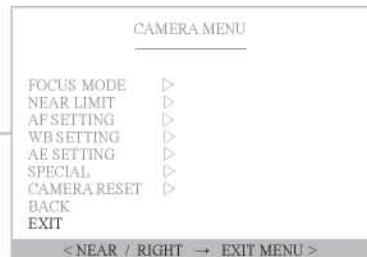 CAMERA MENU
FOCUS MODE ▷
NEAR LIMIT ▷
AF SETTING ▷
WB SETTING ▷
AE SETTING ▷
SPECIAL ▷
CAMERA RESET ▷
BACK
EXIT
< NEAR / RIGHT → EXIT MENU >